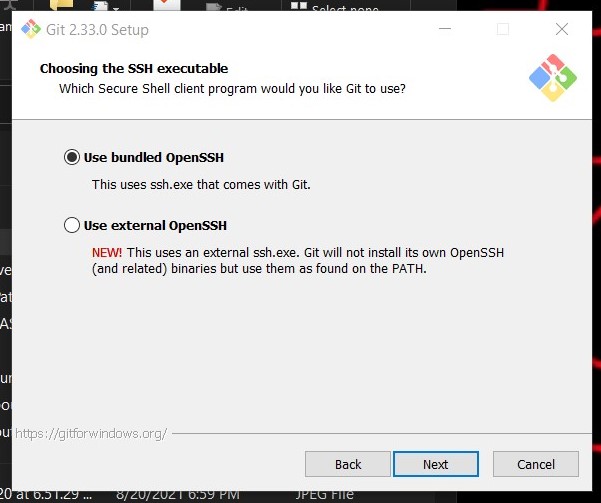 Edit
Select none
Git 2.33.0 Setup
Choosing the SSH executable
Which Secure Shell client program would you like Git to use?
Use bundled OpenSSH
This uses ssh.exe that comes with Git.
Use external OpenSSH
NEW! This uses an external ssh.exe. Git will not install its own OpenSSH
(and related) binaries but use them as found on the PATH.
https://gitforwindows.org/
Back
Next
Cancel
20 at 6.51.29 ...
8/20/2021 6:59 PM
JPEG File